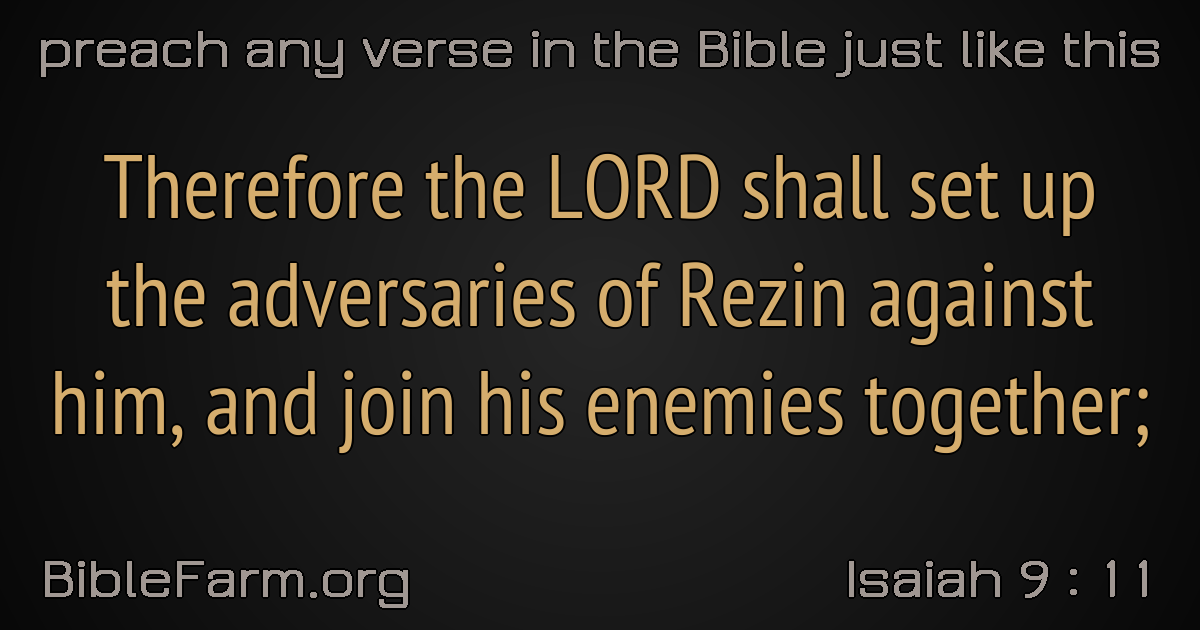 preach any verse in the Bible just like this
Therefore the LORD shall set up
the adversaries of Rezin against
him, and join his enemies together;
BibleFarm.org
Isaiah 9 : 11